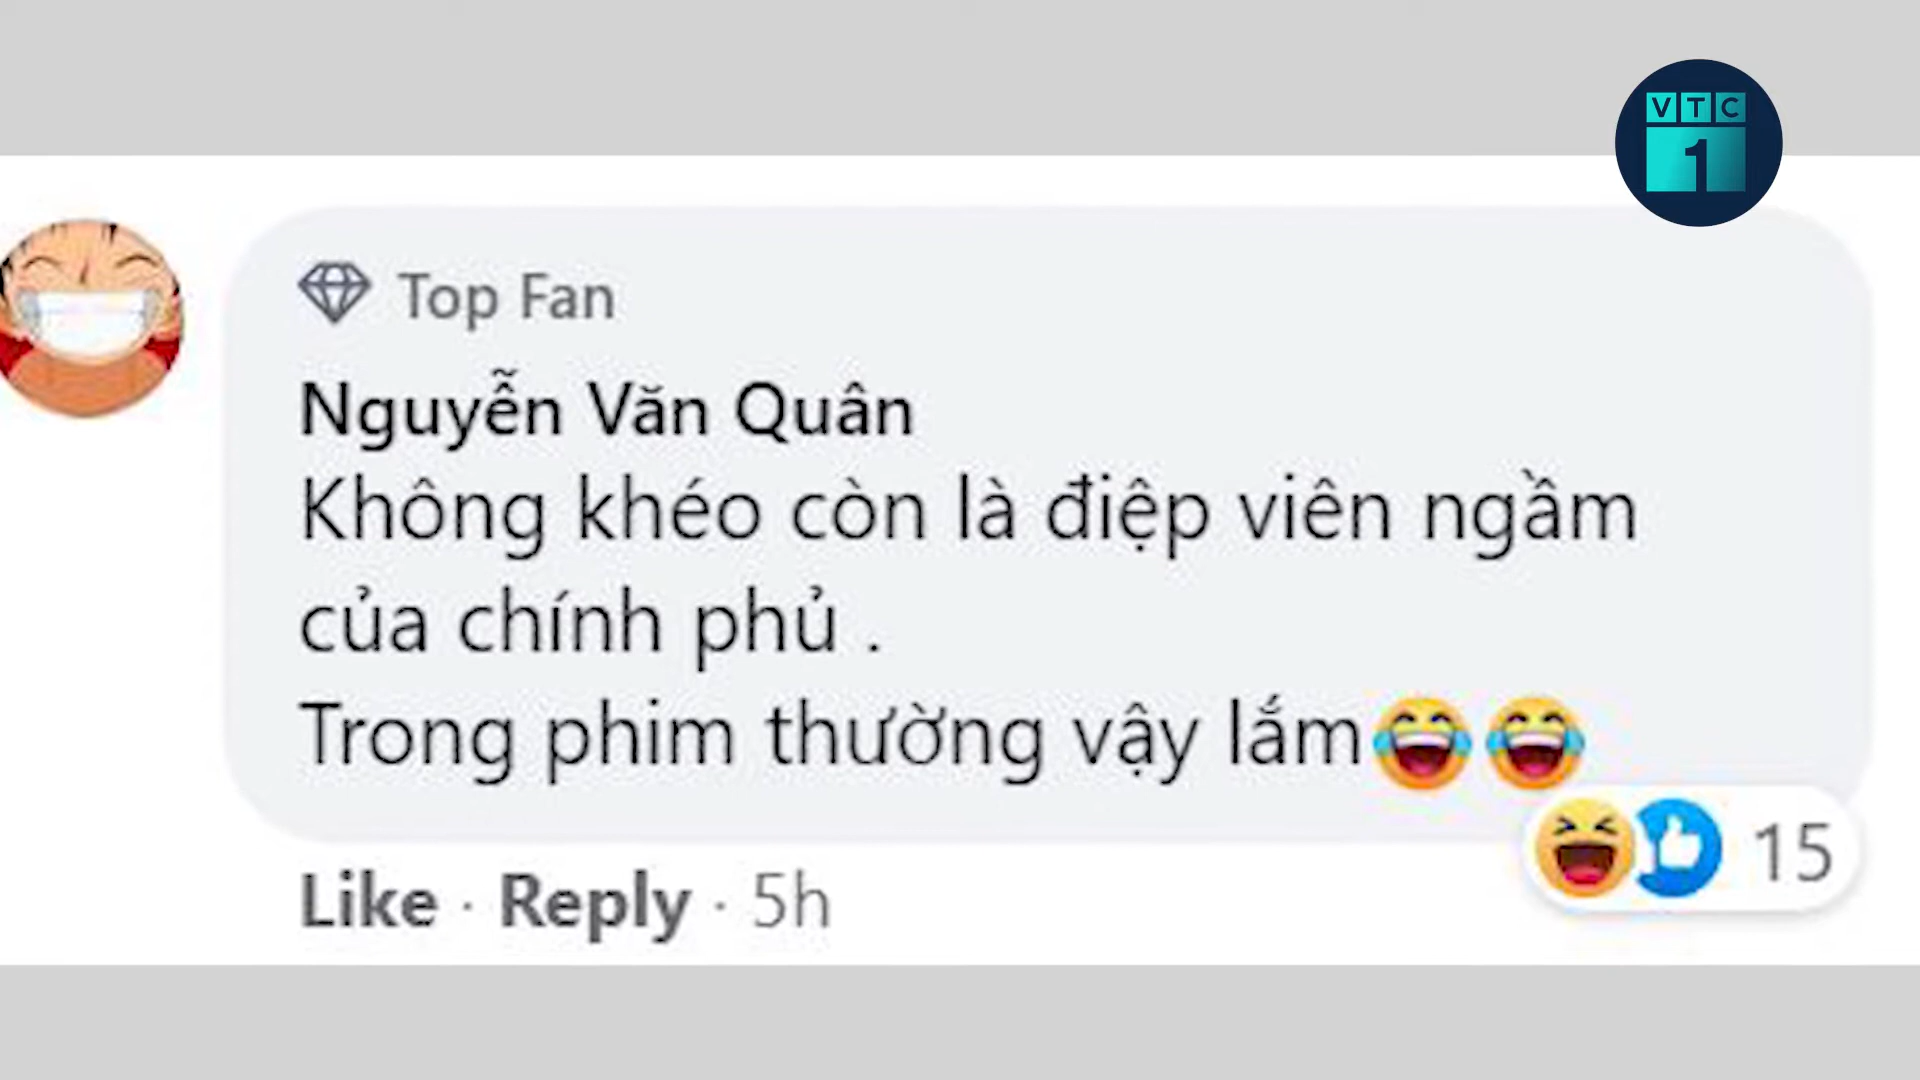 VTC
1
Top Fan
Nguyễn Văn Quân
Không khéo còn là điệp viên ngầm
của chính phủ .
Trong phim thường vậy lắm😂😂
15
Like · Reply · 5h